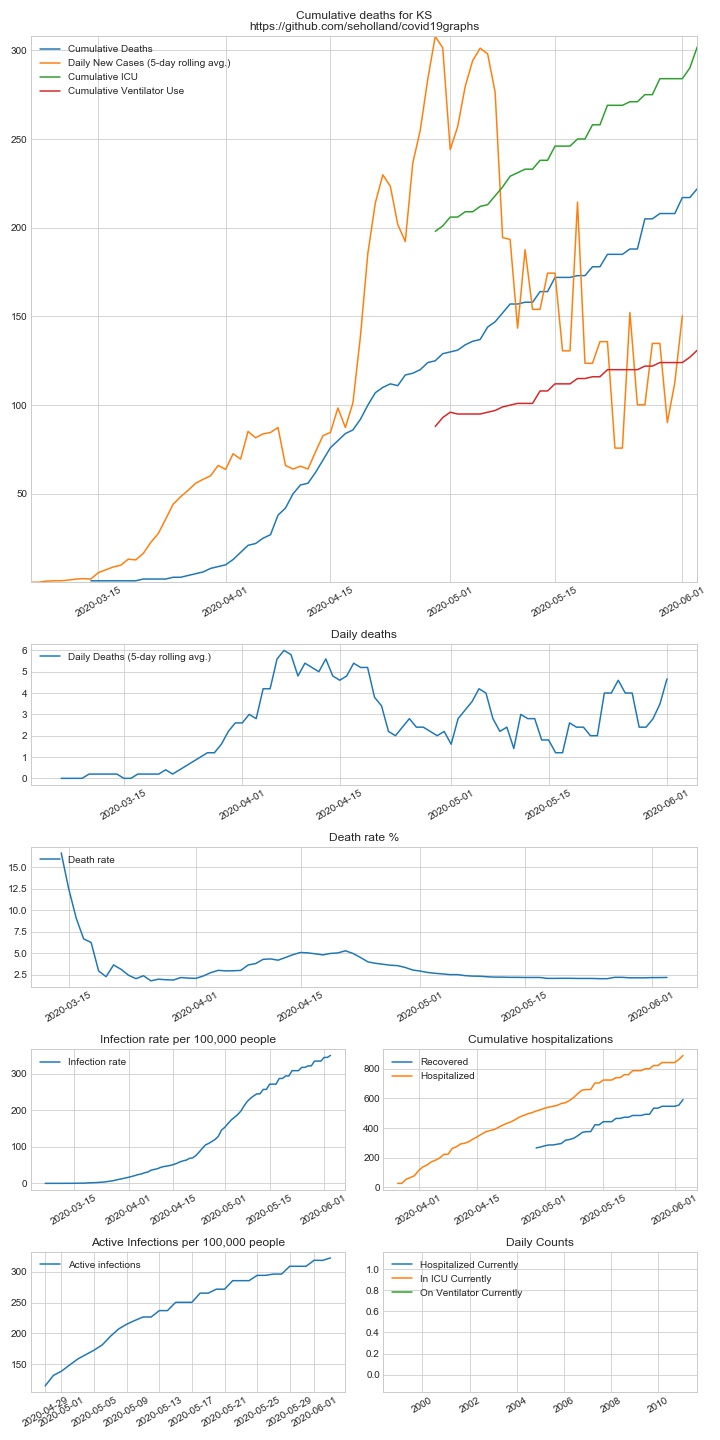 Cumulative deaths for KS
https://github.com/seholland/covid19graphs
Cumulative Deaths
Daily New Cases (5-day rolling avg.)
Cumulative ICU
Cumulative Ventilator Use
300
250
200
150
100
50
2020-03-15 2020-04-01 2020-04-15 2020-05-01 2020-05-15 2020-06-01
Daily deaths
Daily Deaths (5-day rolling avg.)
6
5
4
3
2
1
0
2020-03-15 2020-04-01 2020-04-15 2020-05-01 2020-05-15 2020-06-01
Death rate %
Death rate
15.0
12.5
10.0
7.5
5.0
2.5
2020-03-15 2020-04-01 2020-04-15 2020-05-01 2020-05-15 2020-06-01
Infection rate per 100,000 people
Infection rate
300
200
100
0
2020-03-15 2020-04-01 2020-04-15 2020-05-01 2020-05-15 2020-06-01
Cumulative hospitalizations
Recovered
Hospitalized
800
600
400
200
0
2020-04-01 2020-04-15 2020-05-01 2020-05-15 2020-06-01
Active Infections per 100,000 people
Active infections
300
250
200
150
2020-04-29 2020-05-01 2020-05-05 2020-05-09 2020-05-13 2020-05-17 2020-05-21 2020-05-25 2020-05-29 2020-06-01
Daily Counts
Hospitalized Currently
In ICU Currently
On Ventilator Currently
1.0
0.8
0.6
0.4
0.2
0.0
2000 2002 2004 2006 2008 2010